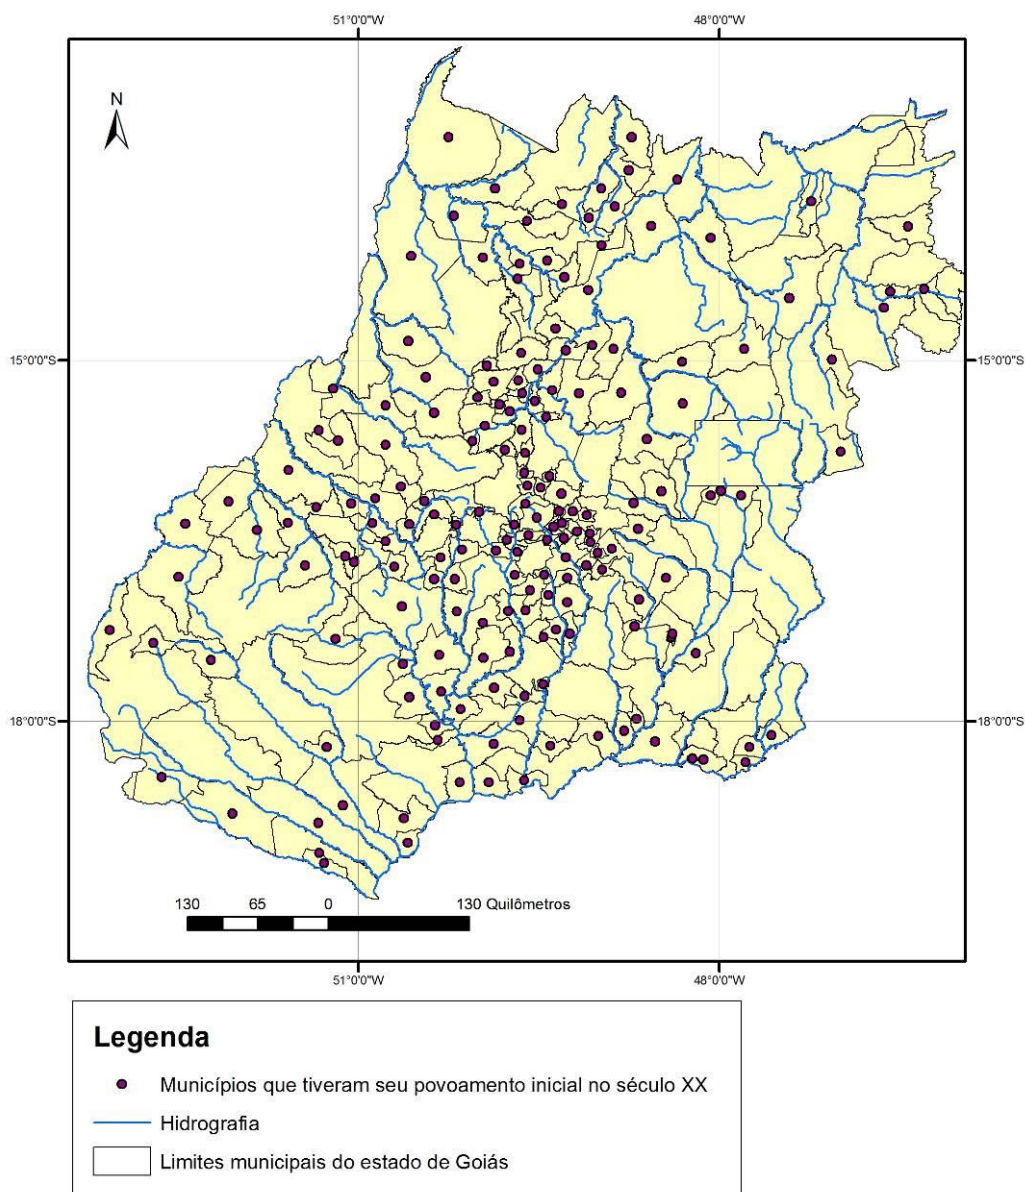 51°0'0"W 48°0'0"W
N
15°0'0"S 15°0'0"S
18°0'0"S 18°0'0"S
130 65 0 130 Quilômetros
51°0'0"W 48°0'0"W
Legenda
Municípios que tiveram seu povoamento inicial no século XX
Hidrografia
Limites municipais do estado de Goiás